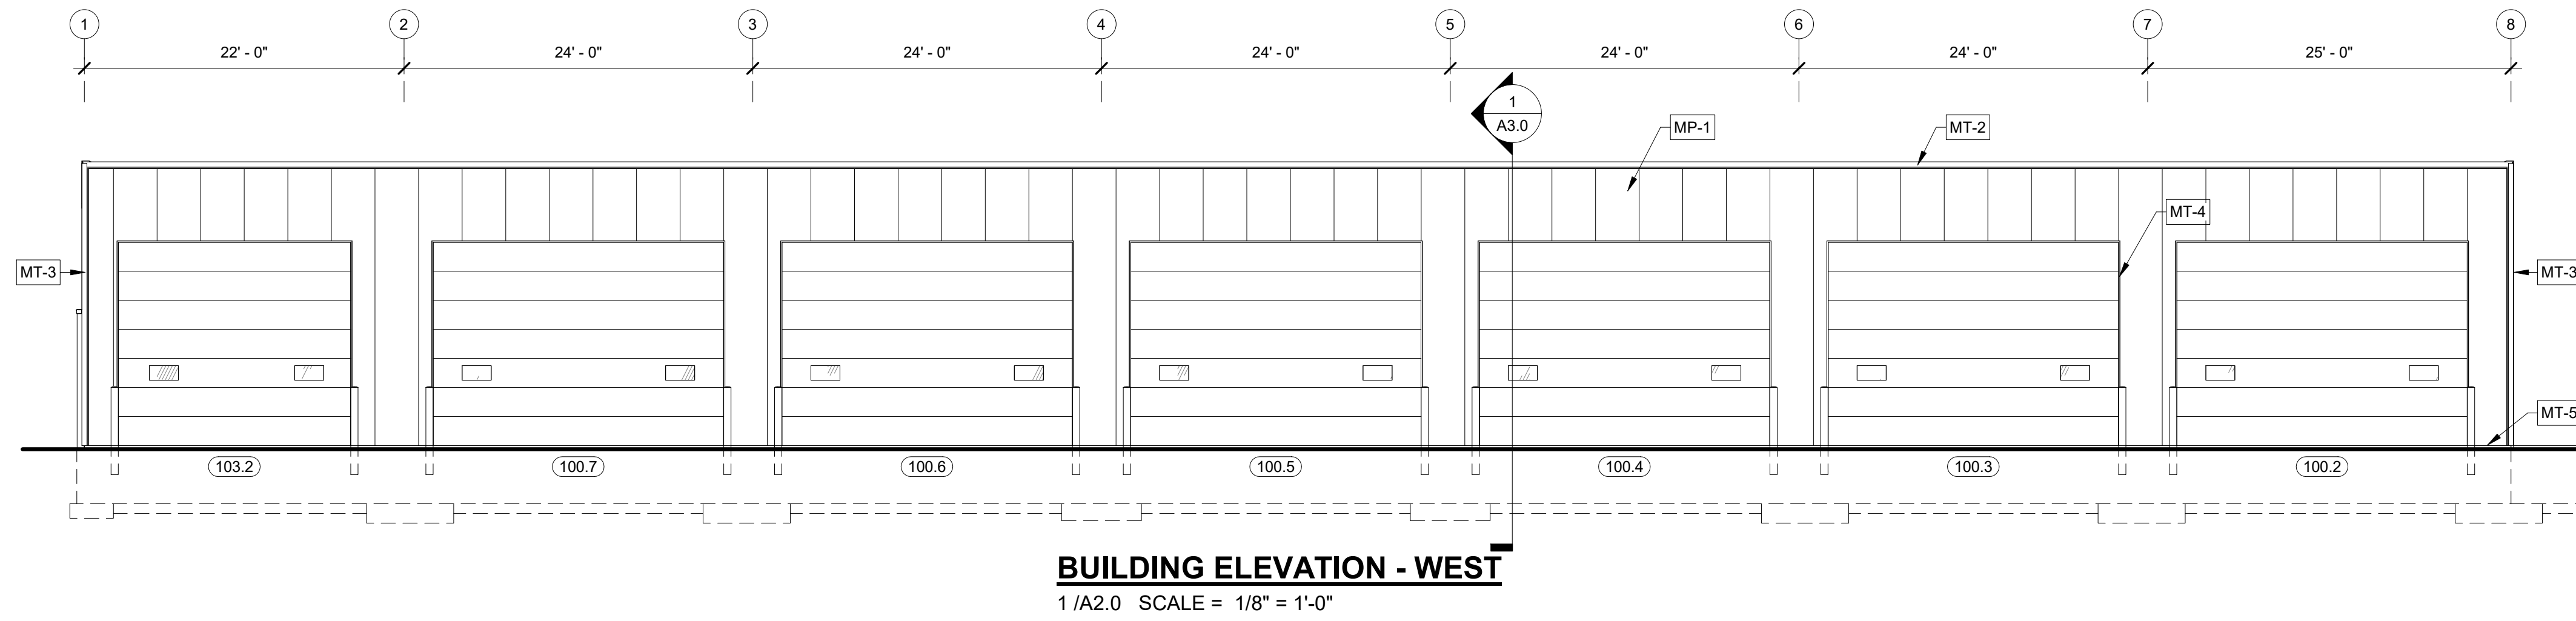 1 2 3 4 5 6 7 8
22' - 0" 24' - 0" 24' - 0" 24' - 0" 24' - 0" 24' - 0" 25' - 0"
1
A3.0
MP-1
MT-2
MT-4
MT-3
MT-3
MT-5
103.2 100.7 100.6 100.5 100.4 100.3 100.2
BUILDING ELEVATION - WEST
1 /A2.0 SCALE = 1/8" = 1'-0"